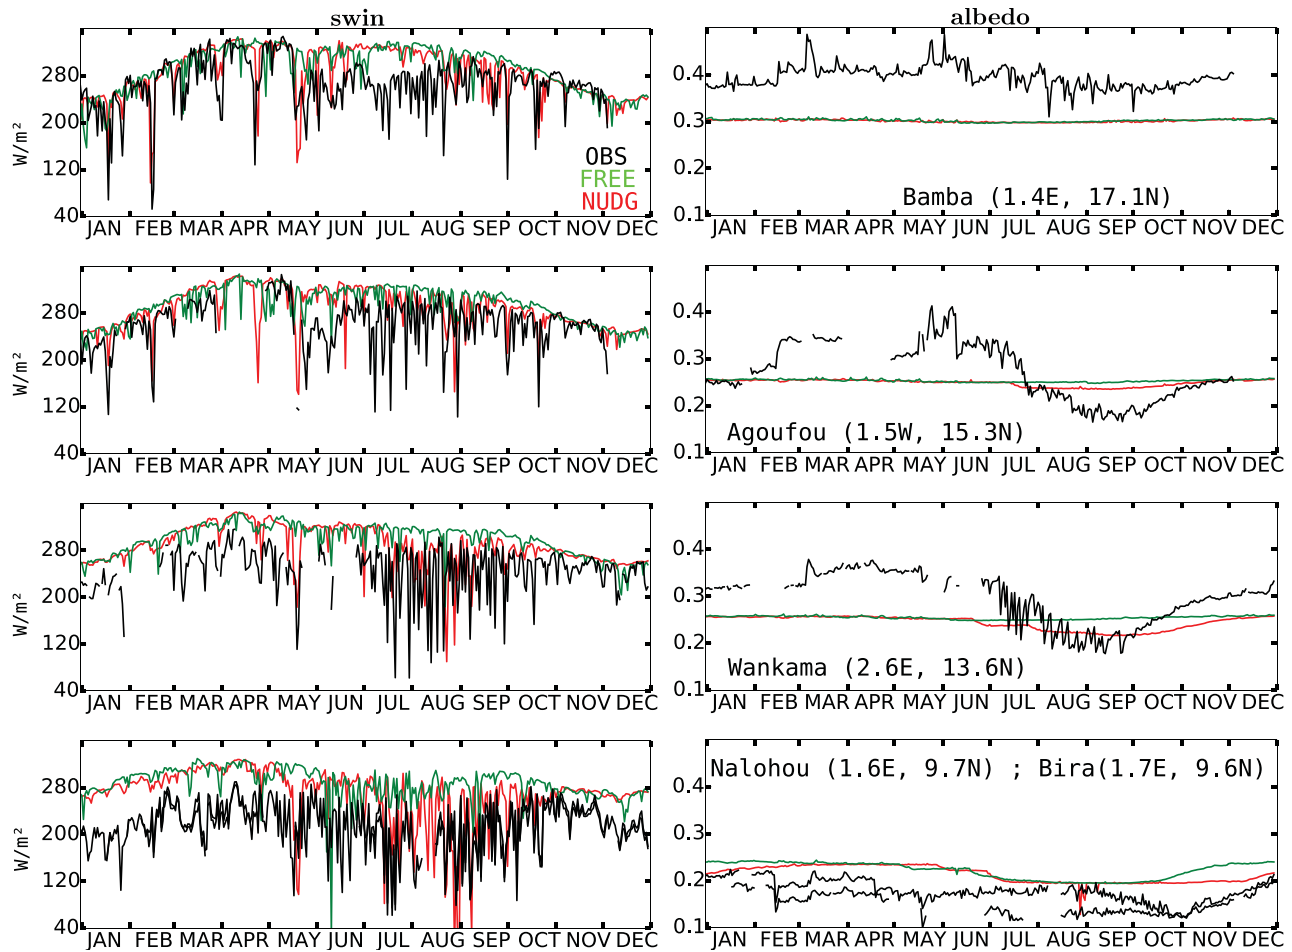 swin albedo
280
200
120
40
W/m²
OBS
FREE
NUDG
JAN FEB MAR APR MAY JUN JUL AUG SEP OCT NOV DEC
0.4
0.3
0.2
0.1
Bamba (1.4E, 17.1N)
JAN FEB MAR APR MAY JUN JUL AUG SEP OCT NOV DEC
280
200
120
40
W/m²
JAN FEB MAR APR MAY JUN JUL AUG SEP OCT NOV DEC
0.4
0.3
0.2
0.1
Agoufou (1.5W, 15.3N)
JAN FEB MAR APR MAY JUN JUL AUG SEP OCT NOV DEC
280
200
120
40
W/m²
JAN FEB MAR APR MAY JUN JUL AUG SEP OCT NOV DEC
0.4
0.3
0.2
0.1
Wankama (2.6E, 13.6N)
JAN FEB MAR APR MAY JUN JUL AUG SEP OCT NOV DEC
280
200
120
40
W/m²
JAN FEB MAR APR MAY JUN JUL AUG SEP OCT NOV DEC
Nalohou (1.6E, 9.7N) ; Bira(1.7E, 9.6N)
0.4
0.3
0.2
0.1
JAN FEB MAR APR MAY JUN JUL AUG SEP OCT NOV DEC